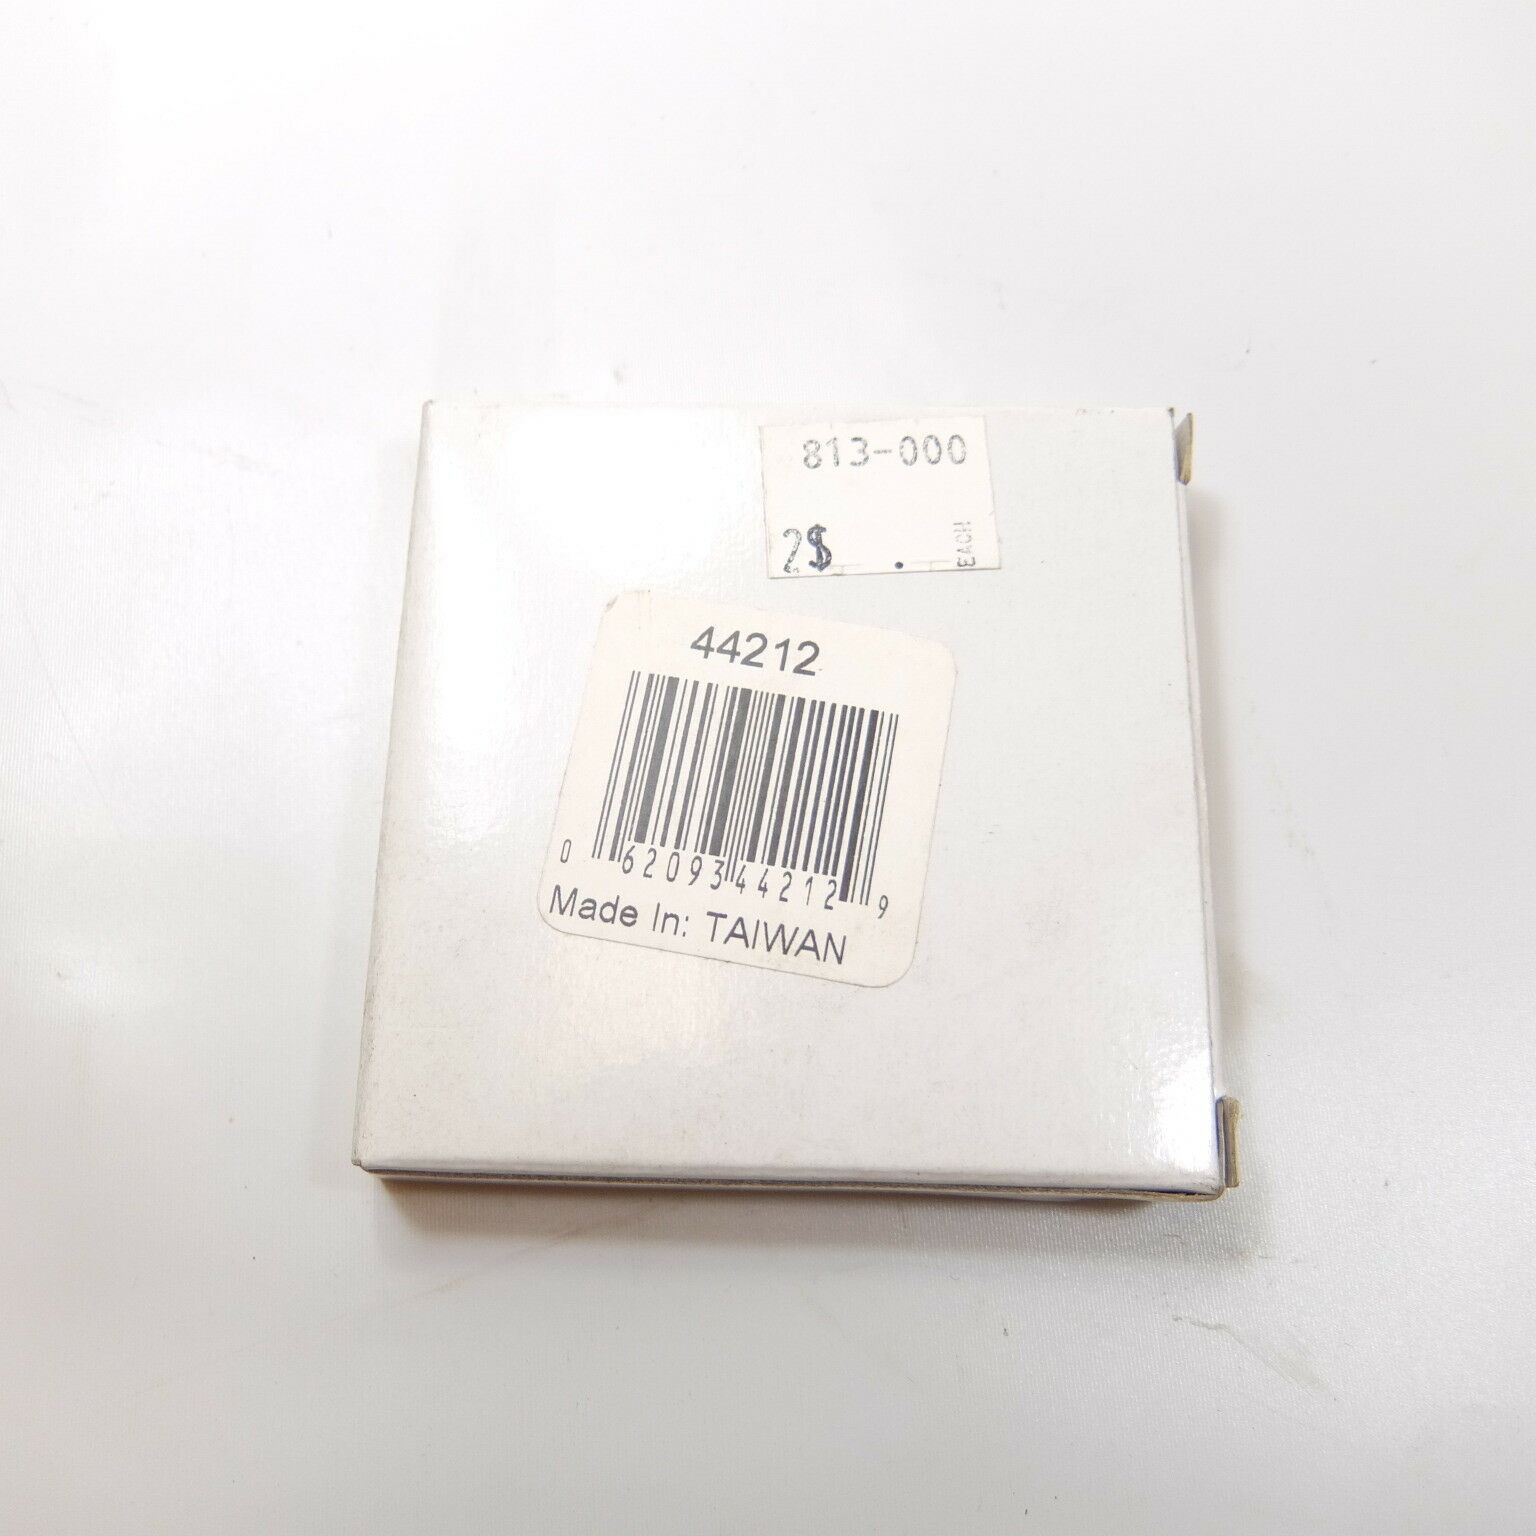 813-000
2$ . EACH
44212
0 62093 44212 9
Made In: TAIWAN